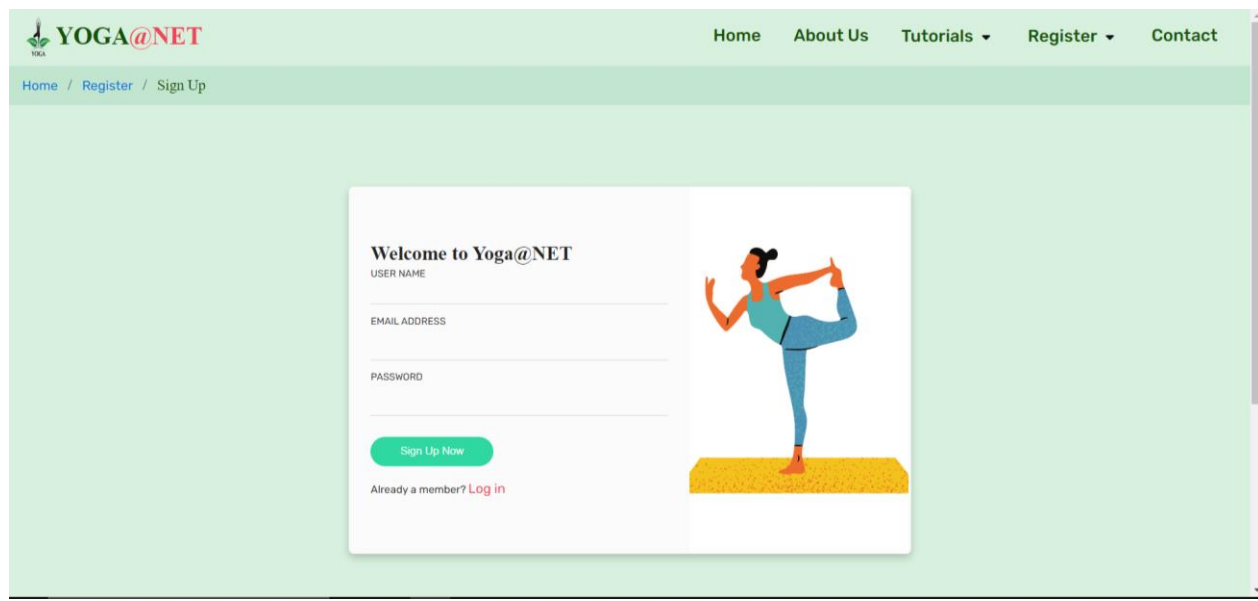 YOGA YOGA@NET Home About Us Tutorials Register Contact
Home / Register / Sign Up
Welcome to Yoga@NET
USER NAME
EMAIL ADDRESS
PASSWORD
Sign Up Now
Already a member? Log in